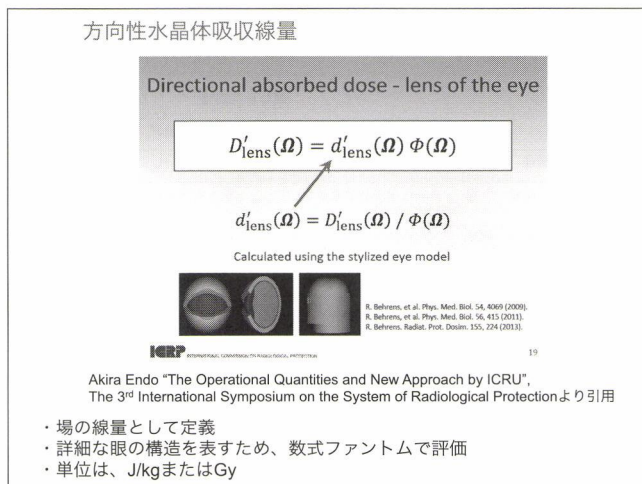 方向性水晶体吸収線量
Directional absorbed dose - lens of the eye
D′lens(Ω) = d′lens(Ω) Φ(Ω)
d′lens(Ω) = D′lens(Ω) / Φ(Ω)
Calculated using the stylized eye model
R. Behrens, et al. Phys. Med. Biol. 54, 4069 (2009).
R. Behrens, et al. Phys. Med. Biol. 56, 415 (2011).
R. Behrens. Radiat. Prot. Dosim. 155, 224 (2013).
ICRP INTERNATIONAL COMMISSION ON RADIOLOGICAL PROTECTION
19
Akira Endo "The Operational Quantities and New Approach by ICRU",
The 3rd International Symposium on the System of Radiological Protectionより引用
・場の線量として定義
・詳細な眼の構造を表すため、数式ファントムで評価
・単位は、J/kgまたはGy